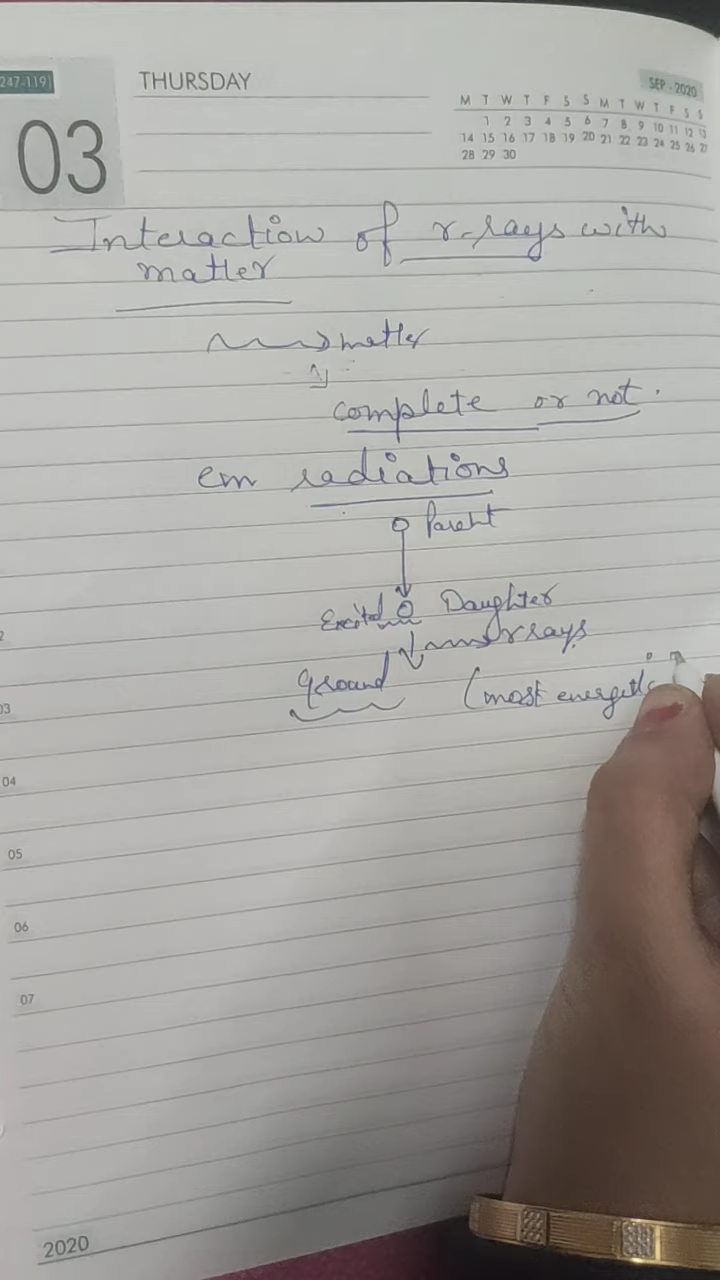 247-119
THURSDAY
SEP - 2020
M T W T F S S M T W T F S S
1 2 3 4 5 6 7 8 9 10 11 12 13
14 15 16 17 18 19 20 21 22 23 24 25 26 27
28 29 30
03
Interaction of r-rays with
matter
matter
complete or not.
em radiations
Parent
Excited Daughter
r rays
ground (most energetic
03
04
05
06
07
2020